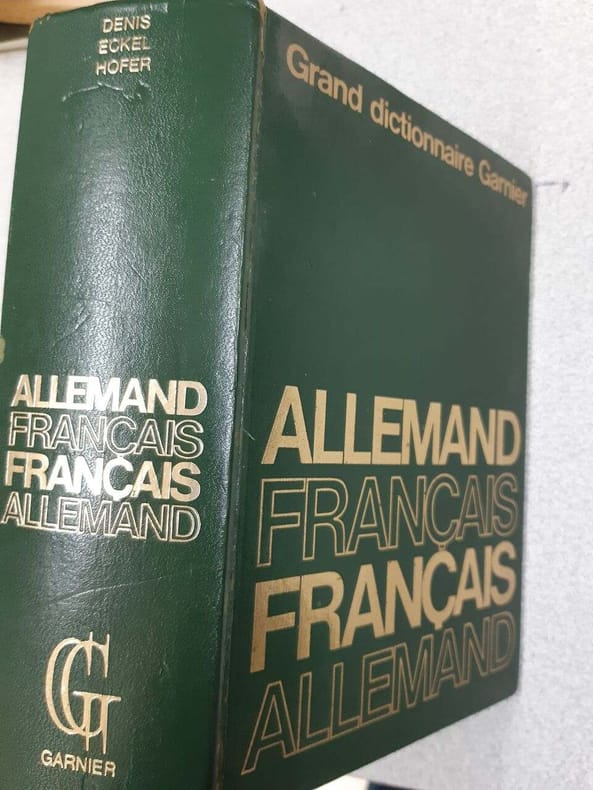 DENIS
ECKEL
HOFER
ALLEMAND
FRANÇAIS
FRANÇAIS
ALLEMAND
GARNIER
Grand dictionnaire Garnier
ALLEMAND
FRANÇAIS
FRANÇAIS
ALLEMAND